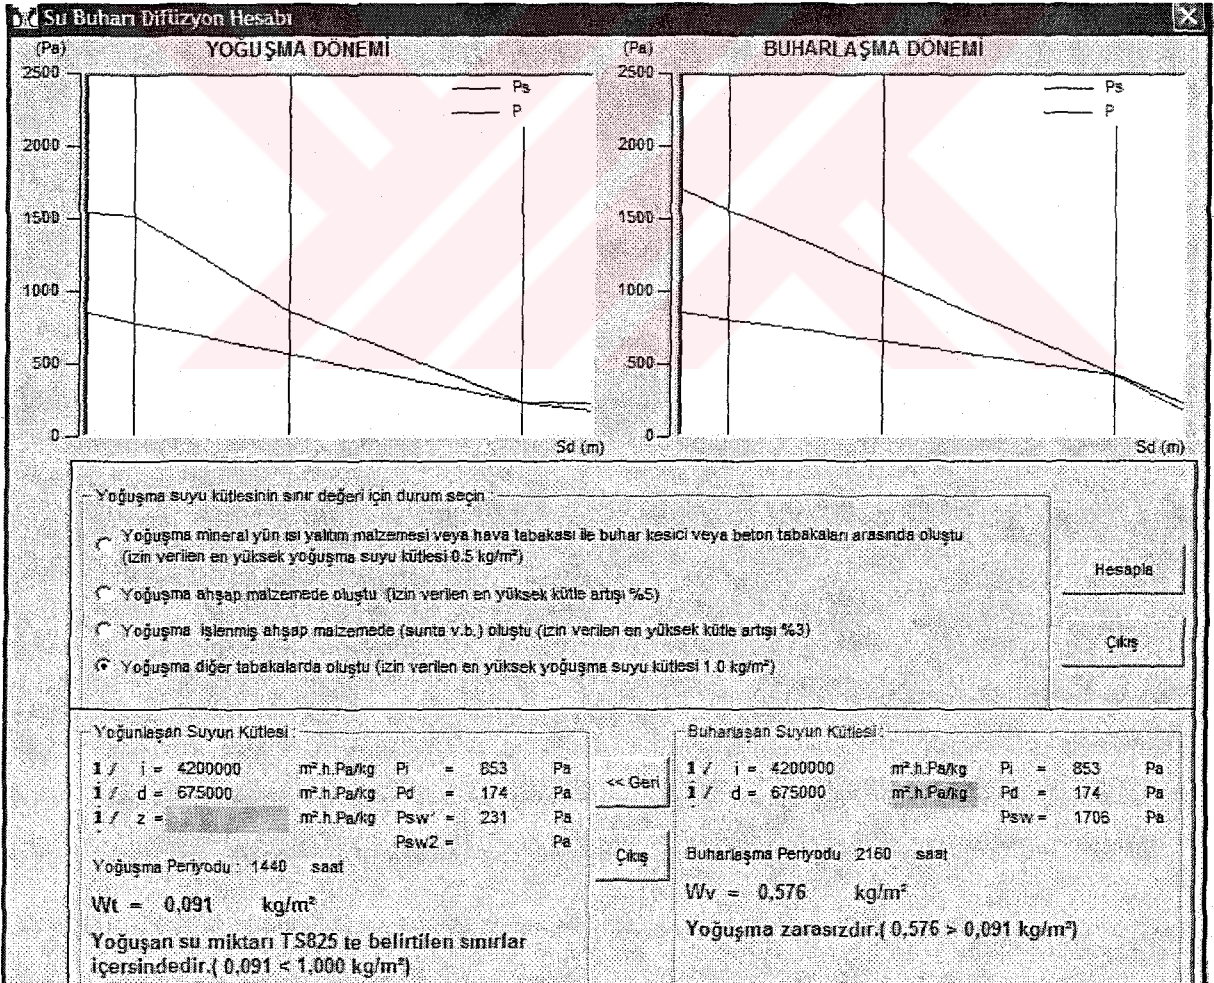 Su Buharı Difüzyon Hesabı
(Pa) YOĞUŞMA DÖNEMİ
2500
2000
1500
1000
500
0
Ps
P
Sd (m)
(Pa) BUHARLAŞMA DÖNEMİ
2500
2000
1500
1000
500
0
Ps
P
Sd (m)
Yoğuşma suyu kütlesinin sınır değeri için durum seçin :
Yoğuşma mineral yün ısı yalıtım malzemesi veya hava tabakası ile buhar kesici veya beton tabakaları arasında oluştu
(izin verilen en yüksek yoğuşma suyu kütlesi 0.5 kg/m²)
Yoğuşma ahşap malzemede oluştu (izin verilen en yüksek kütle artışı %5)
Yoğuşma işlenmiş ahşap malzemede (sunta v.b.) oluştu (izin verilen en yüksek kütle artışı %3)
Yoğuşma diğer tabakalarda oluştu (izin verilen en yüksek yoğuşma suyu kütlesi 1.0 kg/m²)
Hesapla
Çıkış
Yoğunlaşan Suyun Kütlesi :
1 / i = 4200000 m².h.Pa/kg Pi = 853 Pa
1 / d = 675000 m².h.Pa/kg Pd = 174 Pa
1 / z = m².h.Pa/kg Psw1 = 231 Pa
Psw2 = Pa
Yoğuşma Periyodu : 1440 saat
Wt = 0,091 kg/m²
Yoğuşan su miktarı TS825 te belirtilen sınırlar
içersindedir.( 0,091 < 1,000 kg/m²)
<< Geri
Çıkış
Buharlaşan Suyun Kütlesi :
1 / i = 4200000 m².h.Pa/kg Pi = 853 Pa
1 / d = 675000 m².h.Pa/kg Pd = 174 Pa
Psw = 1706 Pa
Buharlaşma Periyodu 2160 saat
Wv = 0,576 kg/m²
Yoğuşma zararsızdır.( 0,576 > 0,091 kg/m²)